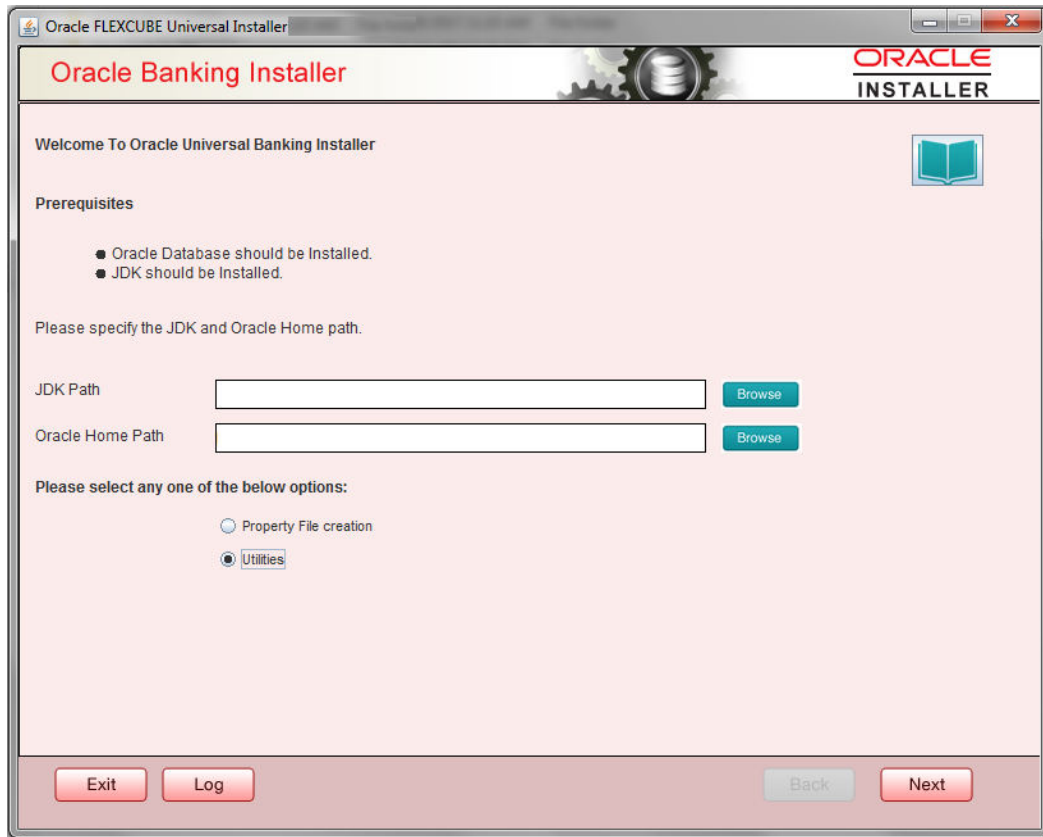 Oracle FLEXCUBE Universal Installer
Oracle Banking Installer
ORACLE
INSTALLER
Welcome To Oracle Universal Banking Installer
Prerequisites
Oracle Database should be Installed.
JDK should be Installed.
Please specify the JDK and Oracle Home path.
JDK Path
Browse
Oracle Home Path
Browse
Please select any one of the below options:
Property File creation
Utilities
Exit
Log
Back
Next